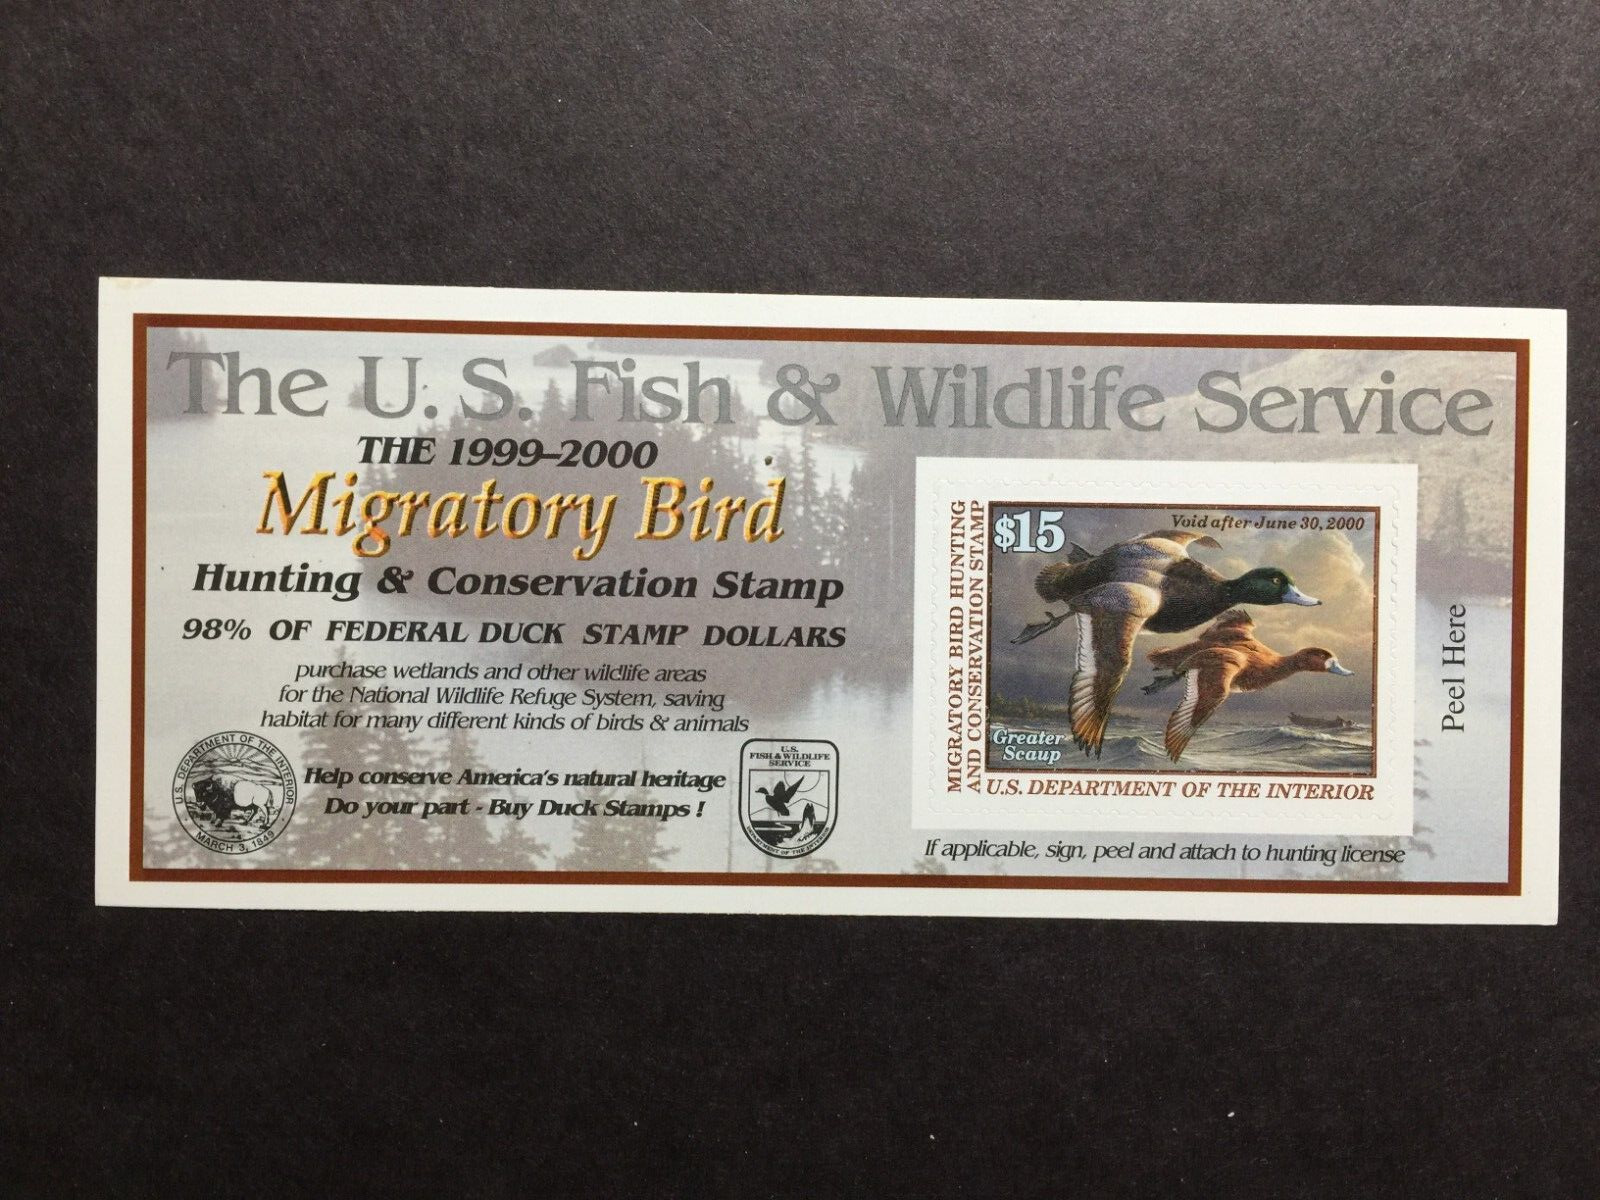 The U.S. Fish & Wildlife Service
THE 1999–2000
Migratory Bird
Hunting & Conservation Stamp
98% OF FEDERAL DUCK STAMP DOLLARS
purchase wetlands and other wildlife areas
for the National Wildlife Refuge System, saving
habitat for many different kinds of birds & animals
U.S. DEPARTMENT OF THE INTERIOR
MARCH 3, 1849
Help conserve America's natural heritage
Do your part - Buy Duck Stamps !
U.S.
FISH & WILDLIFE
SERVICE
DEPARTMENT OF THE INTERIOR
MIGRATORY BIRD HUNTING
AND CONSERVATION STAMP
$15
Void after June 30, 2000
Greater
Scaup
U.S. DEPARTMENT OF THE INTERIOR
If applicable, sign, peel and attach to hunting license
Peel Here